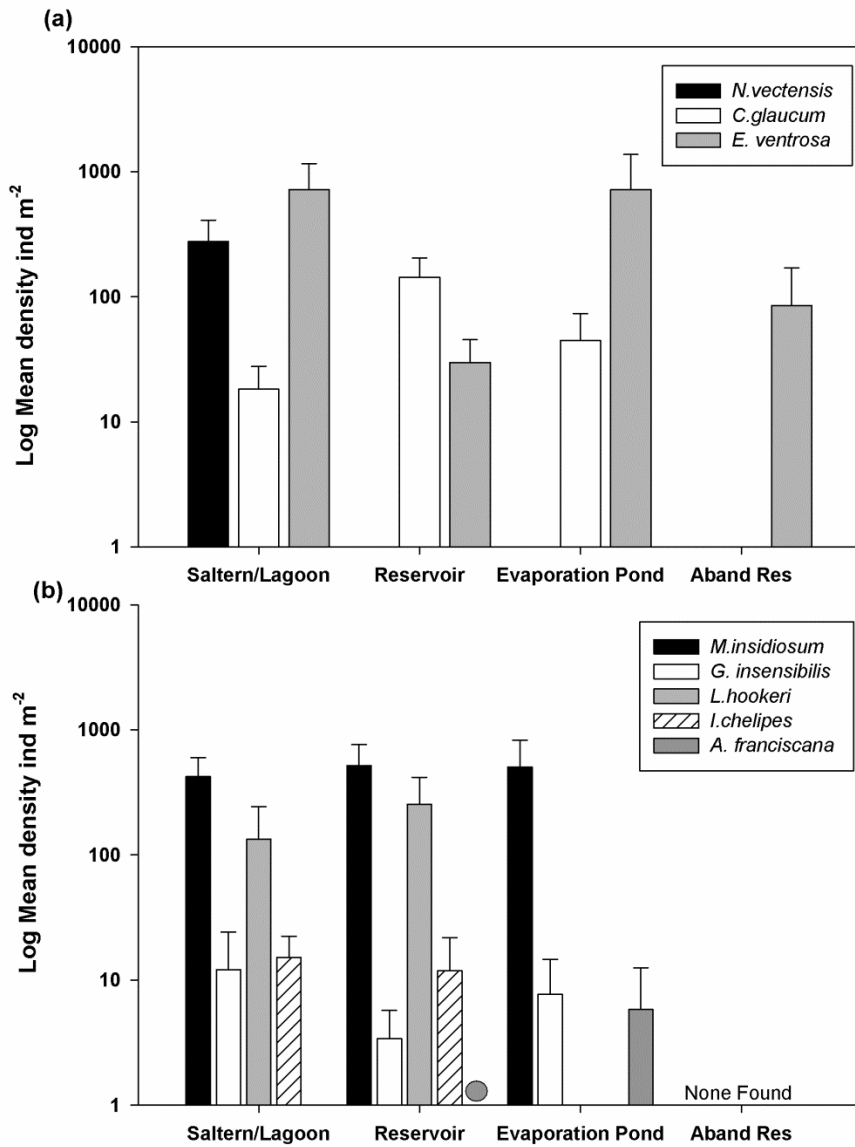 (a)
10000
1000
100
10
1
Log Mean density ind m-2
N.vectensis
C.glaucum
E. ventrosa
Saltern/Lagoon Reservoir Evaporation Pond Aband Res
(b)
10000
1000
100
10
1
Log Mean density ind m-2
M.insidiosum
G. insensibilis
L.hookeri
I.chelipes
A. franciscana
None Found
Saltern/Lagoon Reservoir Evaporation Pond Aband Res